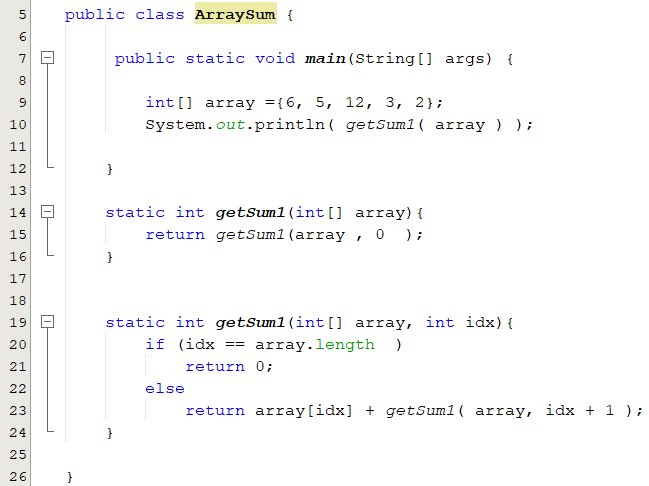 5 public class ArraySum {
6
7 public static void main(String[] args) {
8
9 int[] array ={6, 5, 12, 3, 2};
10 System.out.println( getSum1( array ) );
11
12 }
13
14 static int getSum1(int[] array){
15 return getSum1(array , 0  );
16 }
17
18
19 static int getSum1(int[] array, int idx){
20 if (idx == array.length  )
21 return 0;
22 else
23 return array[idx] + getSum1( array, idx + 1 );
24 }
25
26 }